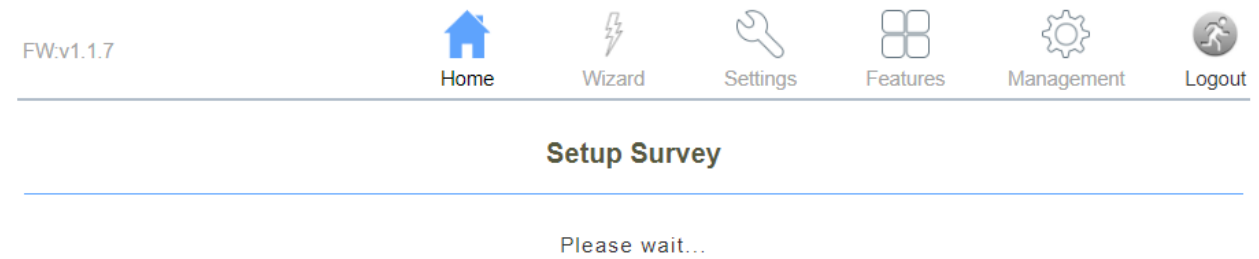 FW:v1.1.7
Home Wizard Settings Features Management Logout
Setup Survey
Please wait...